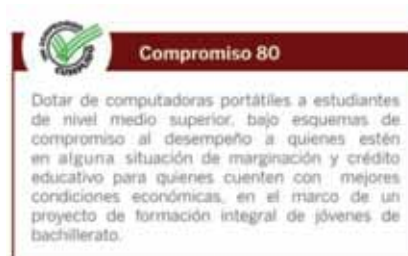 CUMPLIDO
Compromiso 80
Dotar de computadoras portátiles a estudiantes
de nivel medio superior, bajo esquemas de
compromiso al desempeño a quienes estén
en alguna situación de marginación y crédito
educativo para quienes cuenten con mejores
condiciones económicas, en el marco de un
proyecto de formación integral de jóvenes de
bachillerato.